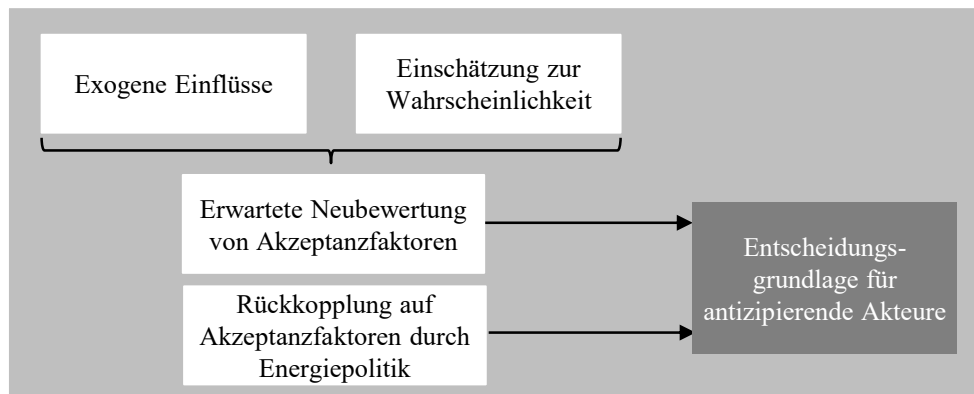 Exogene Einflüsse
Einschätzung zur
Wahrscheinlichkeit
Erwartete Neubewertung
von Akzeptanzfaktoren
Rückkopplung auf
Akzeptanzfaktoren durch
Energiepolitik
Entscheidungs-
grundlage für
antizipierende Akteure